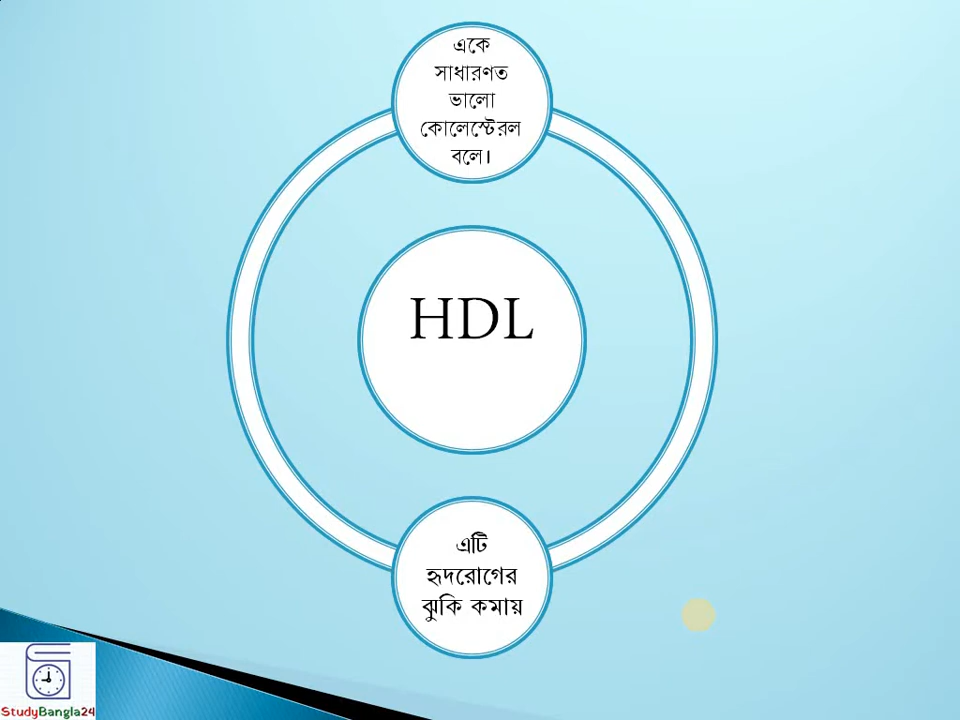 একে
সাধারণত
ভালো
কোলেস্টেরল
বলে।
HDL
এটি
হৃদরোগের
ঝুকি কমায়
StudyBangla24